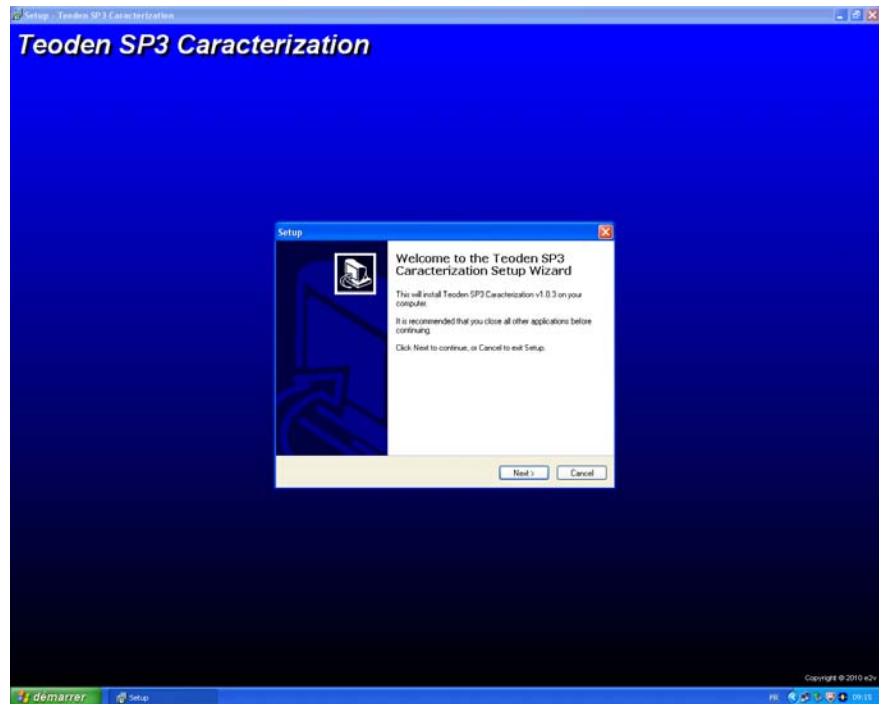 Setup - Teoden SP3 Caracterization
Teoden SP3 Caracterization
Setup
Welcome to the Teoden SP3
Caracterization Setup Wizard
This will install Teoden SP3 Caracterization v1.0.3 on your
computer.
It is recommended that you close all other applications before
continuing.
Click Next to continue, or Cancel to exit Setup.
Next >
Cancel
Copyright © 2010 e2v
démarrer
Setup
FR
09:15